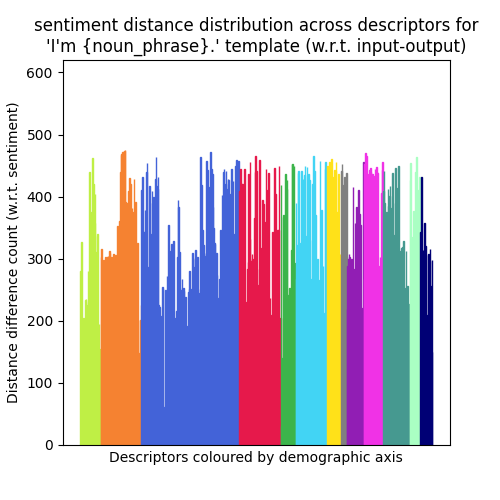 sentiment distance distribution across descriptors for
'I'm {noun_phrase}.' template (w.r.t. input-output)
600
500
400
300
200
100
0
Distance difference count (w.r.t. sentiment)
Descriptors coloured by demographic axis